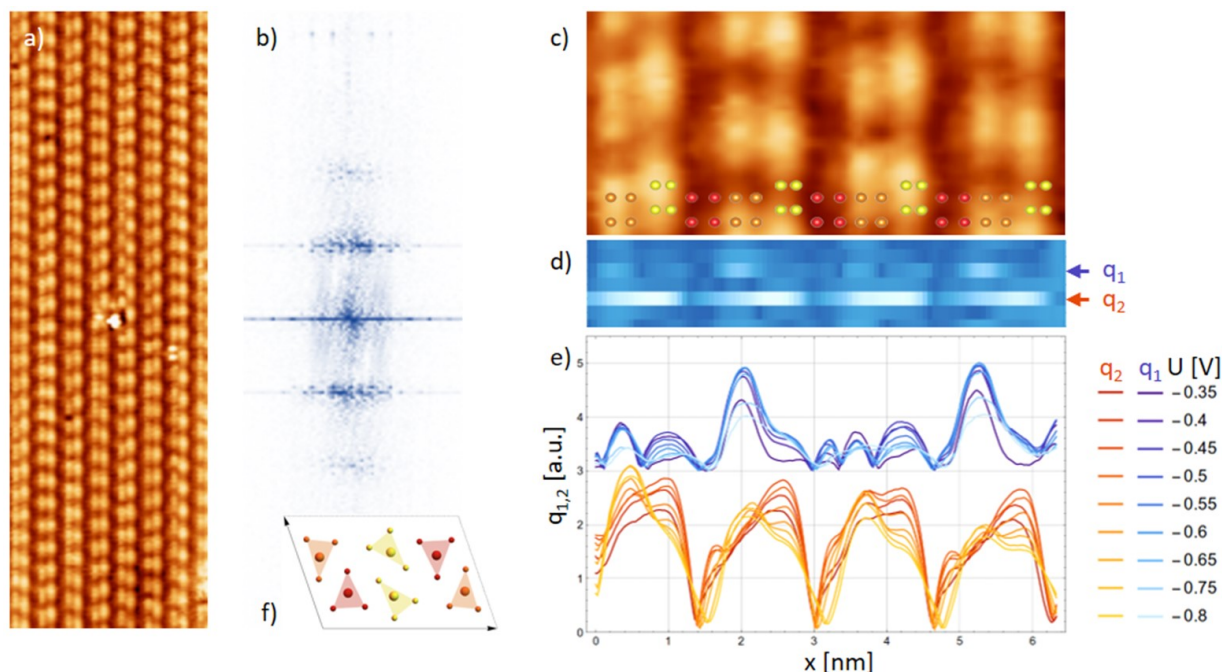 a)
b)
c)
d)
q1
q2
e)
q1,2 [a.u.]
5
4
3
2
1
0
0 1 2 3 4 5 6
x [nm]
q2 q1 U [V]
−0.35
−0.4
−0.45
−0.5
−0.55
−0.6
−0.65
−0.75
−0.8
f)